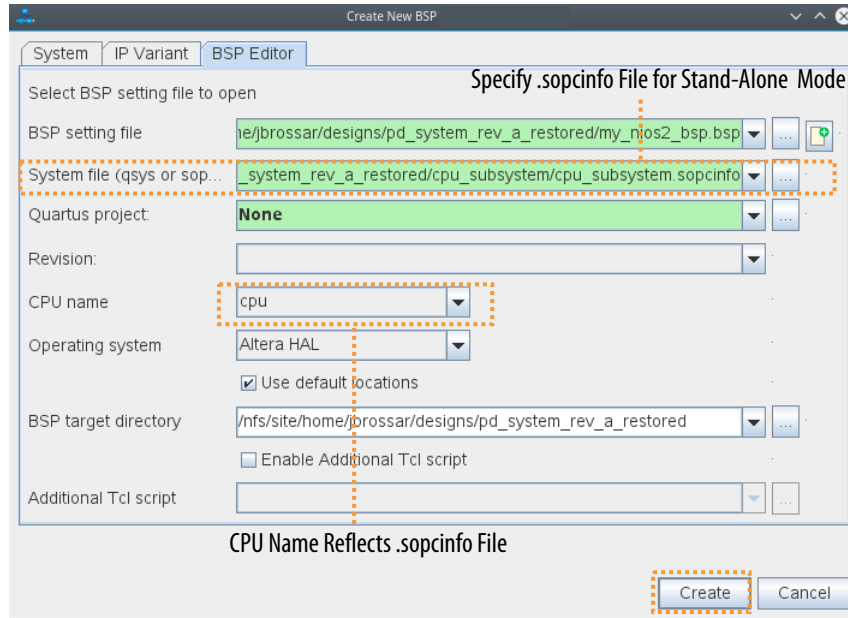 Create New BSP
System
IP Variant
BSP Editor
Specify .sopcinfo File for Stand-Alone Mode
Select BSP setting file to open
BSP setting file
ne/jbrossar/designs/pd_system_rev_a_restored/my_nios2_bsp.bsp
...
System file (qsys or sop...
_system_rev_a_restored/cpu_subsystem/cpu_subsystem.sopcinfo
...
Quartus project:
None
...
Revision:
CPU name
cpu
Operating system
Altera HAL
Use default locations
BSP target directory
/nfs/site/home/jbrossar/designs/pd_system_rev_a_restored
...
Enable Additional Tcl script
Additional Tcl script
...
CPU Name Reflects .sopcinfo File
Create
Cancel